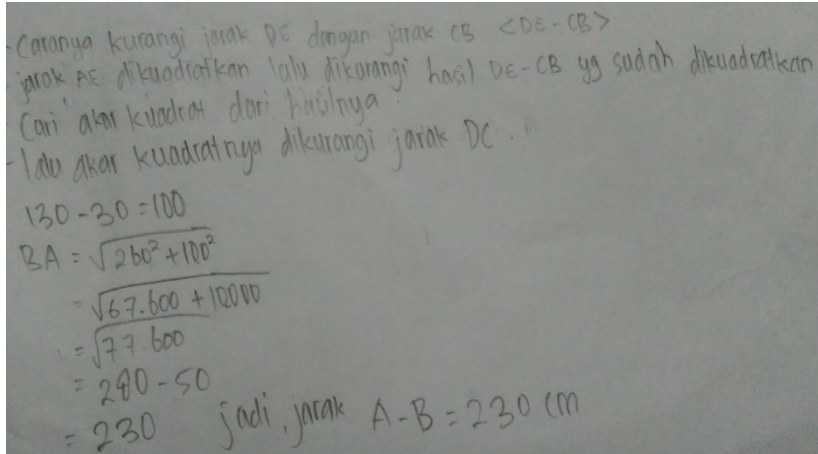 - Caranya kurangi jarak DE dengan jarak CB <DE-CB>
- jarak AE dikuadratkan lalu dikurangi hasil DE-CB yg sudah dikuadratkan
- Cari akar kuadrat dari hasilnya.
- lalu akar kuadratnya dikurangi jarak DC.
130-30=100
BA = √260²+100²
= √67.600 + 10000
= √77.600
= 280-50
= 230 jadi, jarak A-B = 230 cm